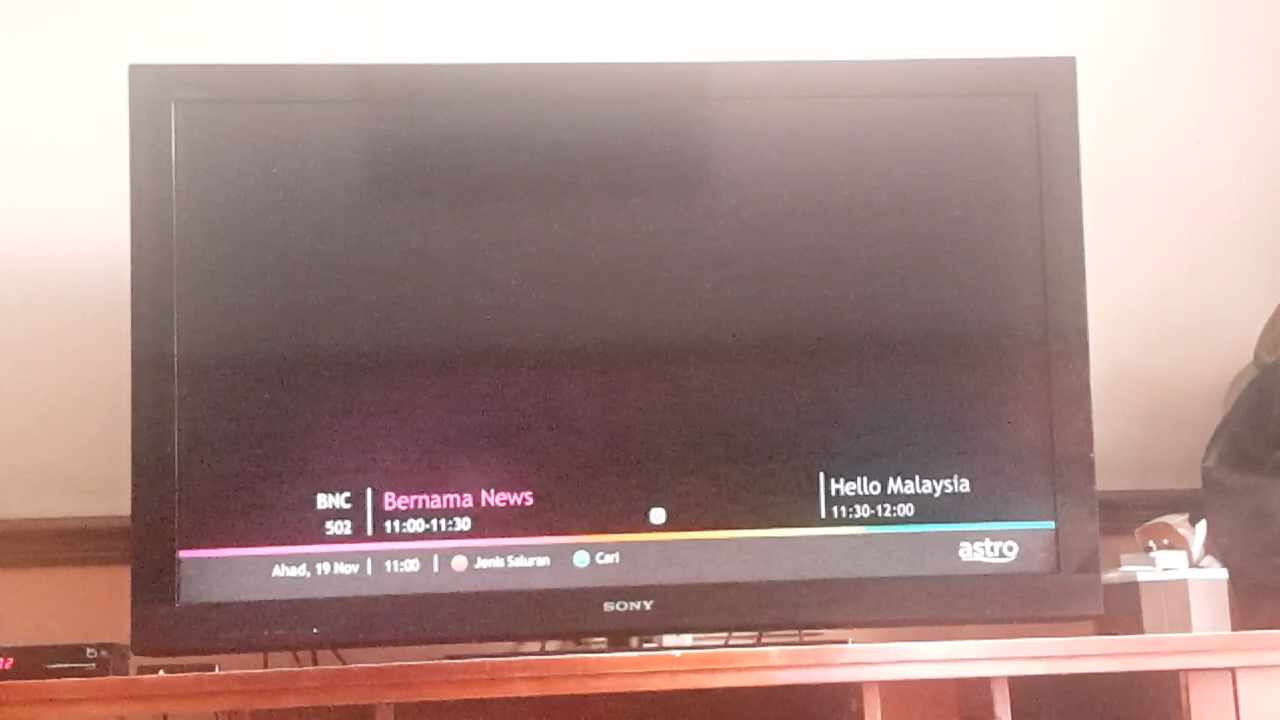 BNC
502
Bernama News
11:00-11:30
Hello Malaysia
11:30-12:00
Ahad, 19 Nov
11:00
Jenis Saluran
Cari
astro
SONY